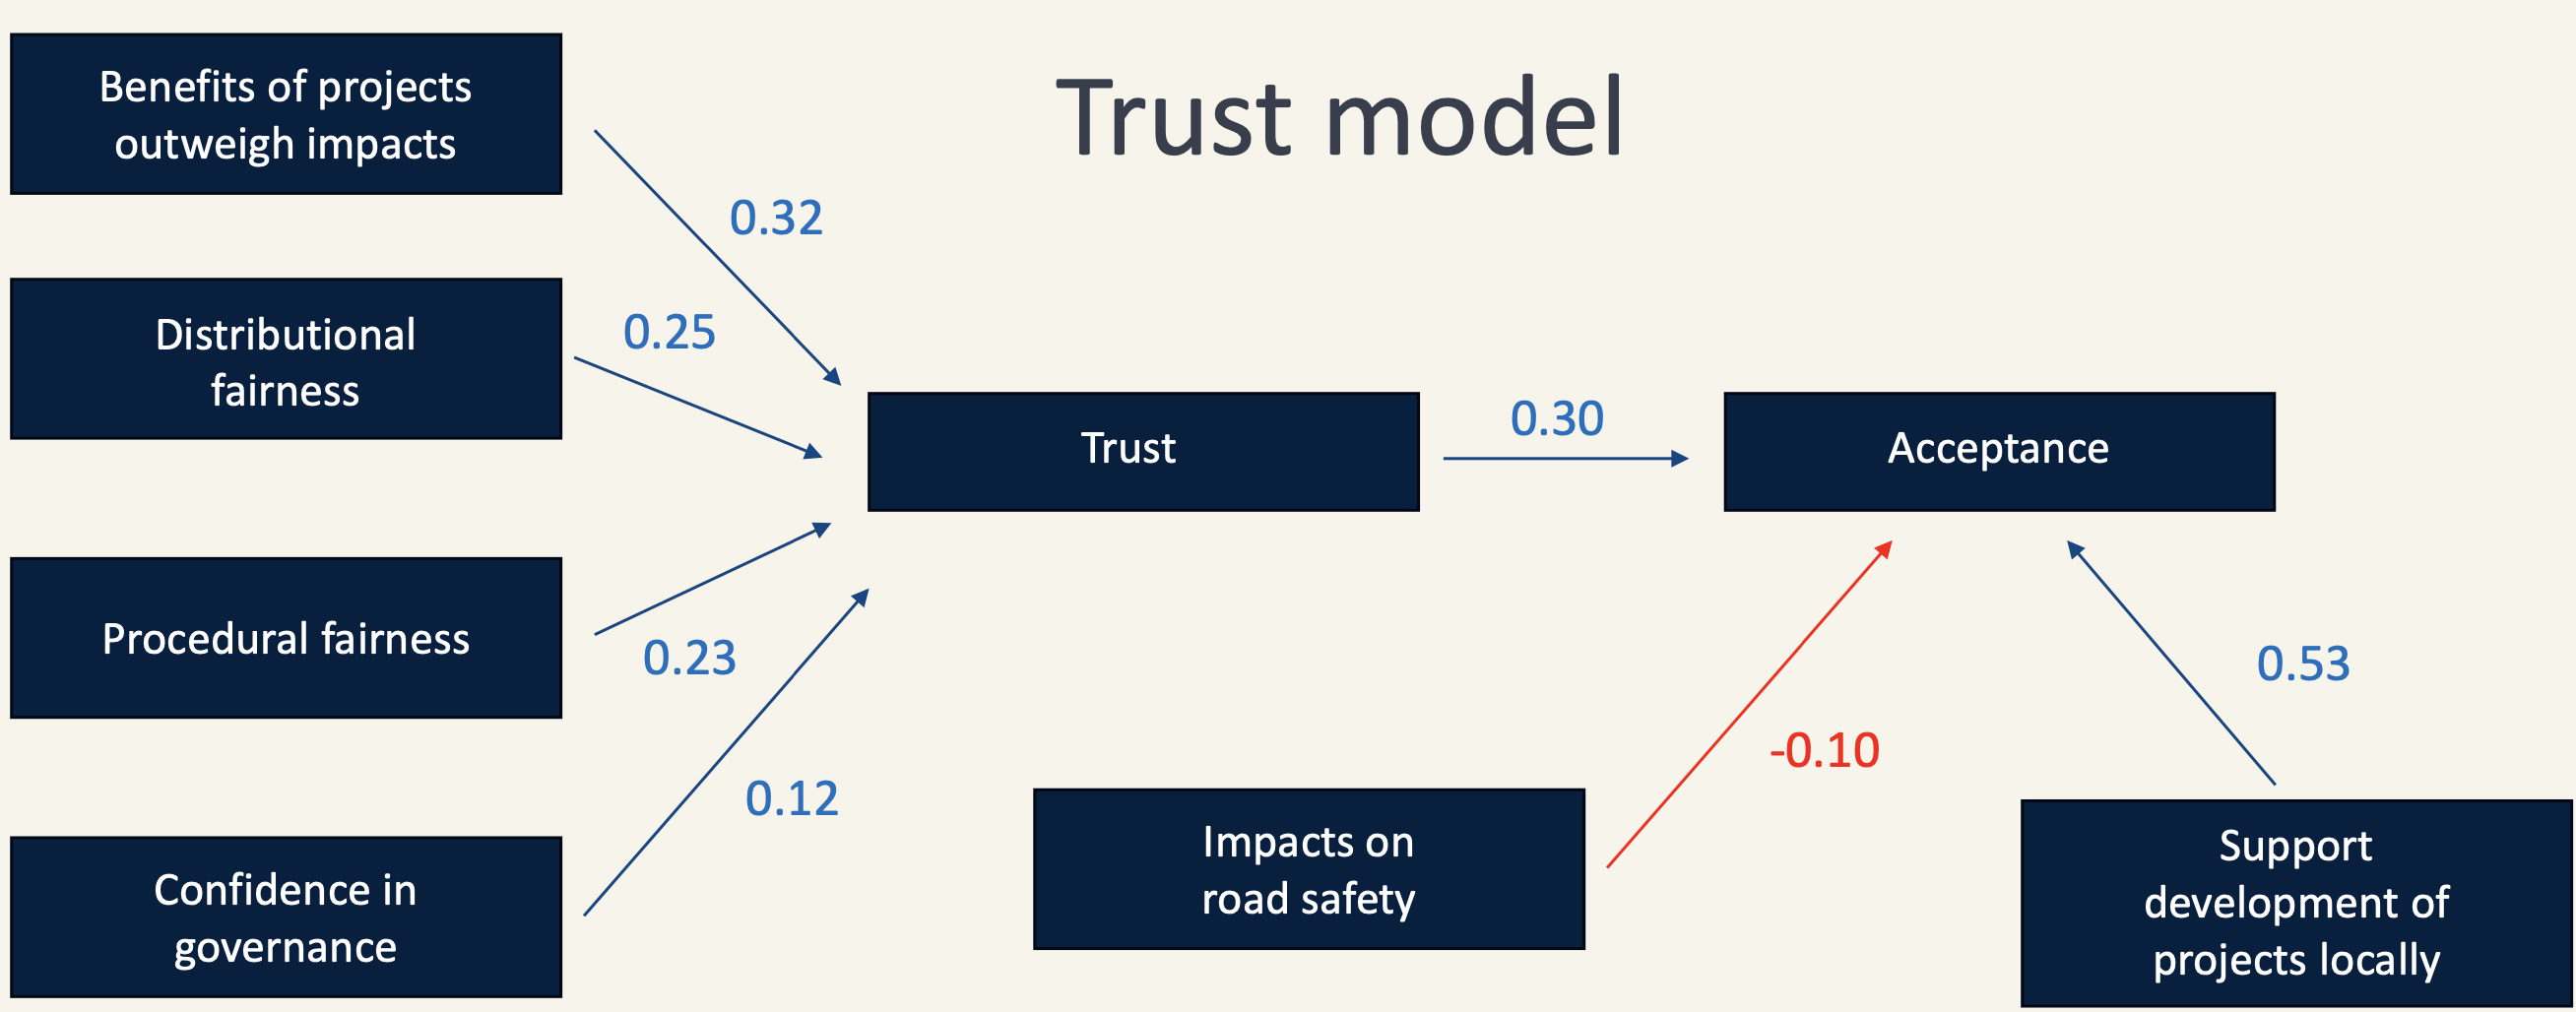 Trust model
Benefits of projects
outweigh impacts
0.32
Distributional
fairness
0.25
Trust
0.30
Acceptance
Procedural fairness
0.23
Confidence in
governance
0.12
Impacts on
road safety
-0.10
Support
development of
projects locally
0.53